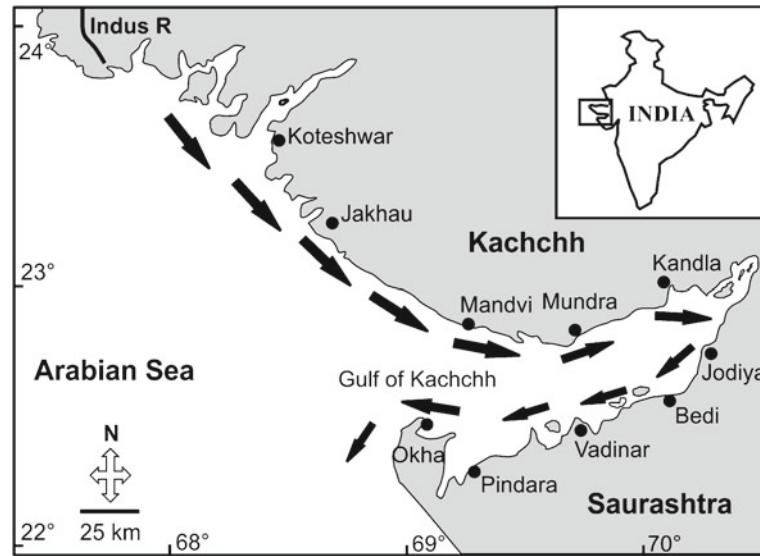 Indus R
24°
INDIA
Koteshwar
Jakhau
Kachchh
Kandla
23°
Mandvi
Mundra
Arabian Sea
Gulf of Kachchh
Jodiya
Bedi
N
Okha
Vadinar
Pindara
Saurashtra
25 km
22°
68°
69°
70°